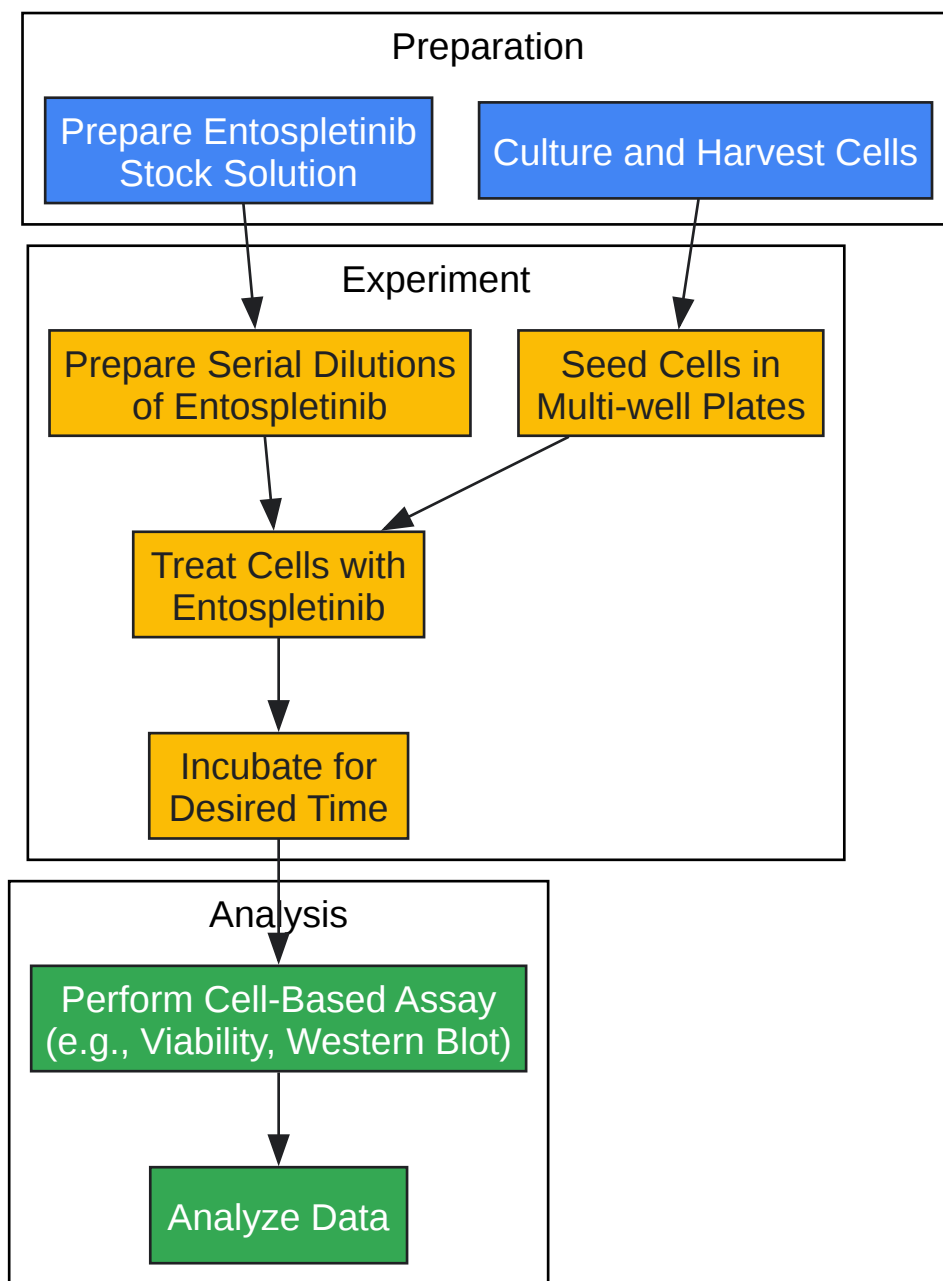 Preparation
Prepare Entospletinib
Stock Solution
Culture and Harvest Cells
Experiment
Prepare Serial Dilutions
of Entospletinib
Seed Cells in
Multi-well Plates
Treat Cells with
Entospletinib
Incubate for
Desired Time
Analysis
Perform Cell-Based Assay
(e.g., Viability, Western Blot)
Analyze Data